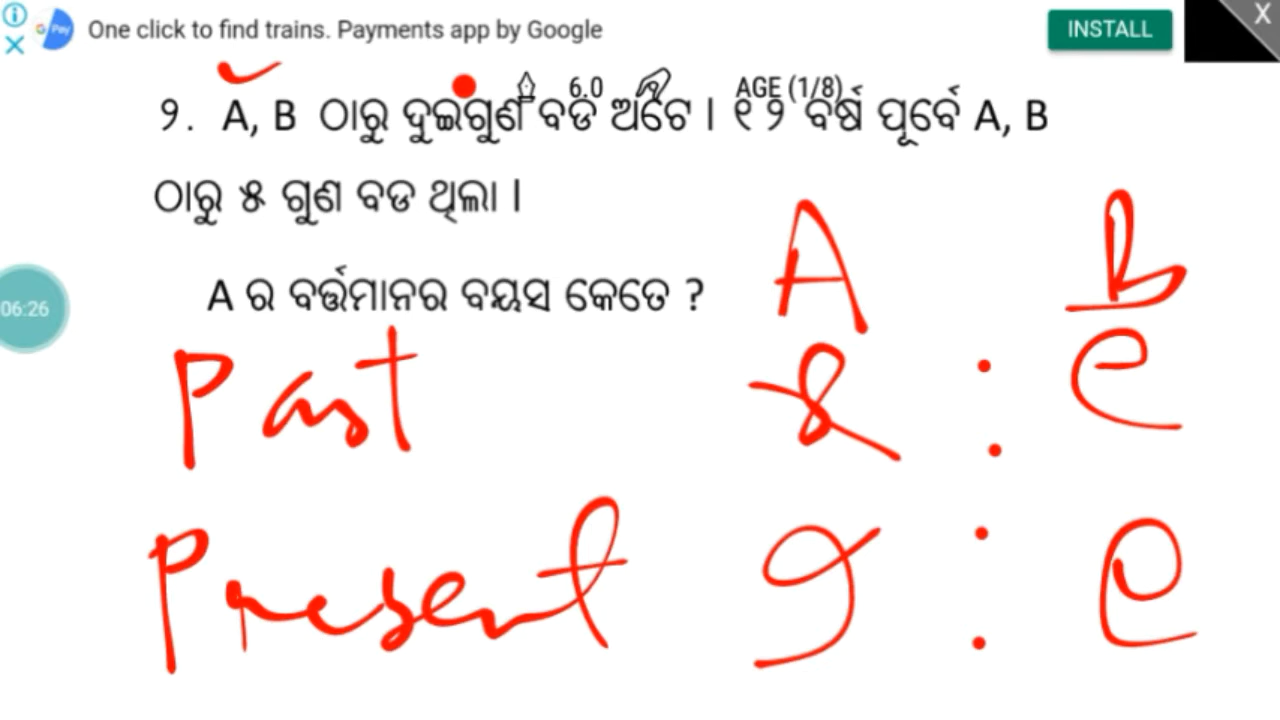 One click to find trains. Payments app by Google
INSTALL
X
G Pay
6.0
AGE (1/8)
୨. A, B ଠାରୁ ଦୁଇଗୁଣ ବଡ ଅଟେ । ୧୨ ବର୍ଷ ପୂର୍ବେ A, B
ଠାରୁ ୫ ଗୁଣ ବଡ ଥିଲା ।
A ର ବର୍ତ୍ତମାନର ବୟସ କେତେ ?
06:26
A B
Past ୫ : ୧
Present ୨ : ୧